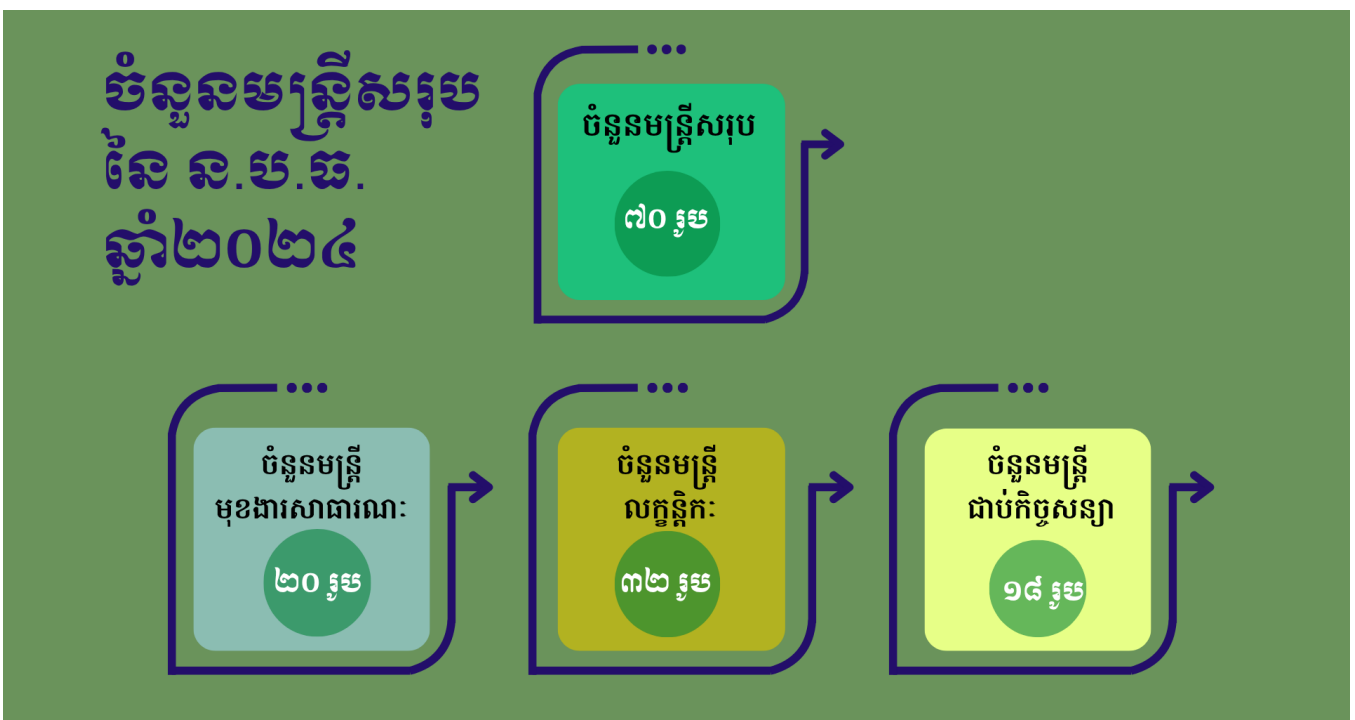 ចំនួនមន្ត្រីសរុប
នៃ ន.ប.ធ.
ឆ្នាំ២០២៤
ចំនួនមន្ត្រីសរុប
៧០ រូប
ចំនួនមន្ត្រី
មុខងារសាធារណៈ
២០ រូប
ចំនួនមន្ត្រី
លក្ខន្តិកៈ
៣២ រូប
ចំនួនមន្ត្រី
ជាប់កិច្ចសន្យា
១៨ រូប